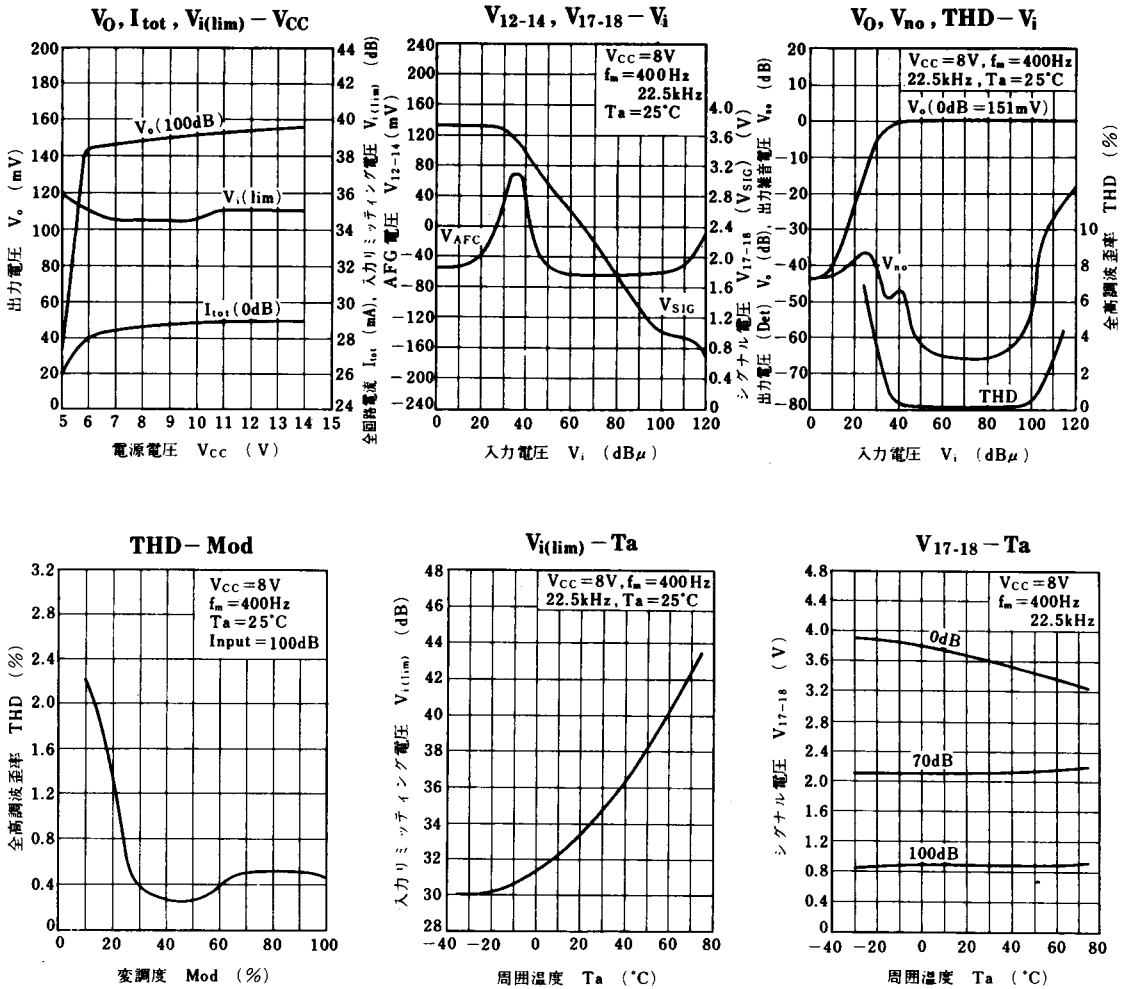 V_O, I_tot, V_i(lim) – V_CC
200
180
160
140
120
100
80
60
40
20
0
44
42
40
38
36
34
32
30
28
26
24
V_o(100dB)
V_i(lim)
I_tot(0dB)
5 6 7 8 9 10 11 12 13 14 15
出力電圧 V_o (mV)
全回路電流 I_tot (mA), 入力リミッティング電圧 V_i(lim) (dB)
電源電圧 V_CC (V)
V_12-14, V_17-18 – V_i
V_CC=8V
f_m=400Hz
22.5kHz
Ta=25°C
240
200
160
120
80
40
0
−40
−80
−120
−160
−200
−240
4.0
3.6
3.2
2.8
2.4
2.0
1.6
1.2
0.8
0.4
0
V_AFC
V_SIG
0 20 40 60 80 100 120
AFG電圧 V_12-14 (mV)
シグナル電圧 V_17-18 (V_SIG) (V)
入力電圧 V_i (dBμ)
V_O, V_no, THD – V_i
V_CC=8V, f_m=400Hz
22.5kHz, Ta=25°C
V_o(0dB=151mV)
20
10
0
−10
−20
−30
−40
−50
−60
−70
−80
10
8
6
4
2
0
V_no
THD
0 20 40 60 80 100 120
出力電圧 (Det) V_o (dB), 出力雑音電圧 V_no (dB)
全高調波歪率 THD (%)
入力電圧 V_i (dBμ)
THD – Mod
V_CC=8V
f_m=400Hz
Ta=25°C
Input=100dB
3.2
2.8
2.4
2.0
1.6
1.2
0.8
0.4
0
0 20 40 60 80 100
全高調波歪率 THD (%)
変調度 Mod (%)
V_i(lim) – Ta
V_CC=8V, f_m=400Hz
22.5kHz, Ta=25°C
48
46
44
42
40
38
36
34
32
30
28
−40 −20 0 20 40 60 80
入力リミッティング電圧 V_i(lim) (dB)
周囲温度 Ta (°C)
V_17-18 – Ta
V_CC=8V
f_m=400Hz
22.5kHz
4.8
4.4
4.0
3.6
3.2
2.8
2.4
2.0
1.6
1.2
0.8
0.4
0
0dB
70dB
100dB
−40 −20 0 20 40 60 80
シグナル電圧 V_17-18 (V)
周囲温度 Ta (°C)